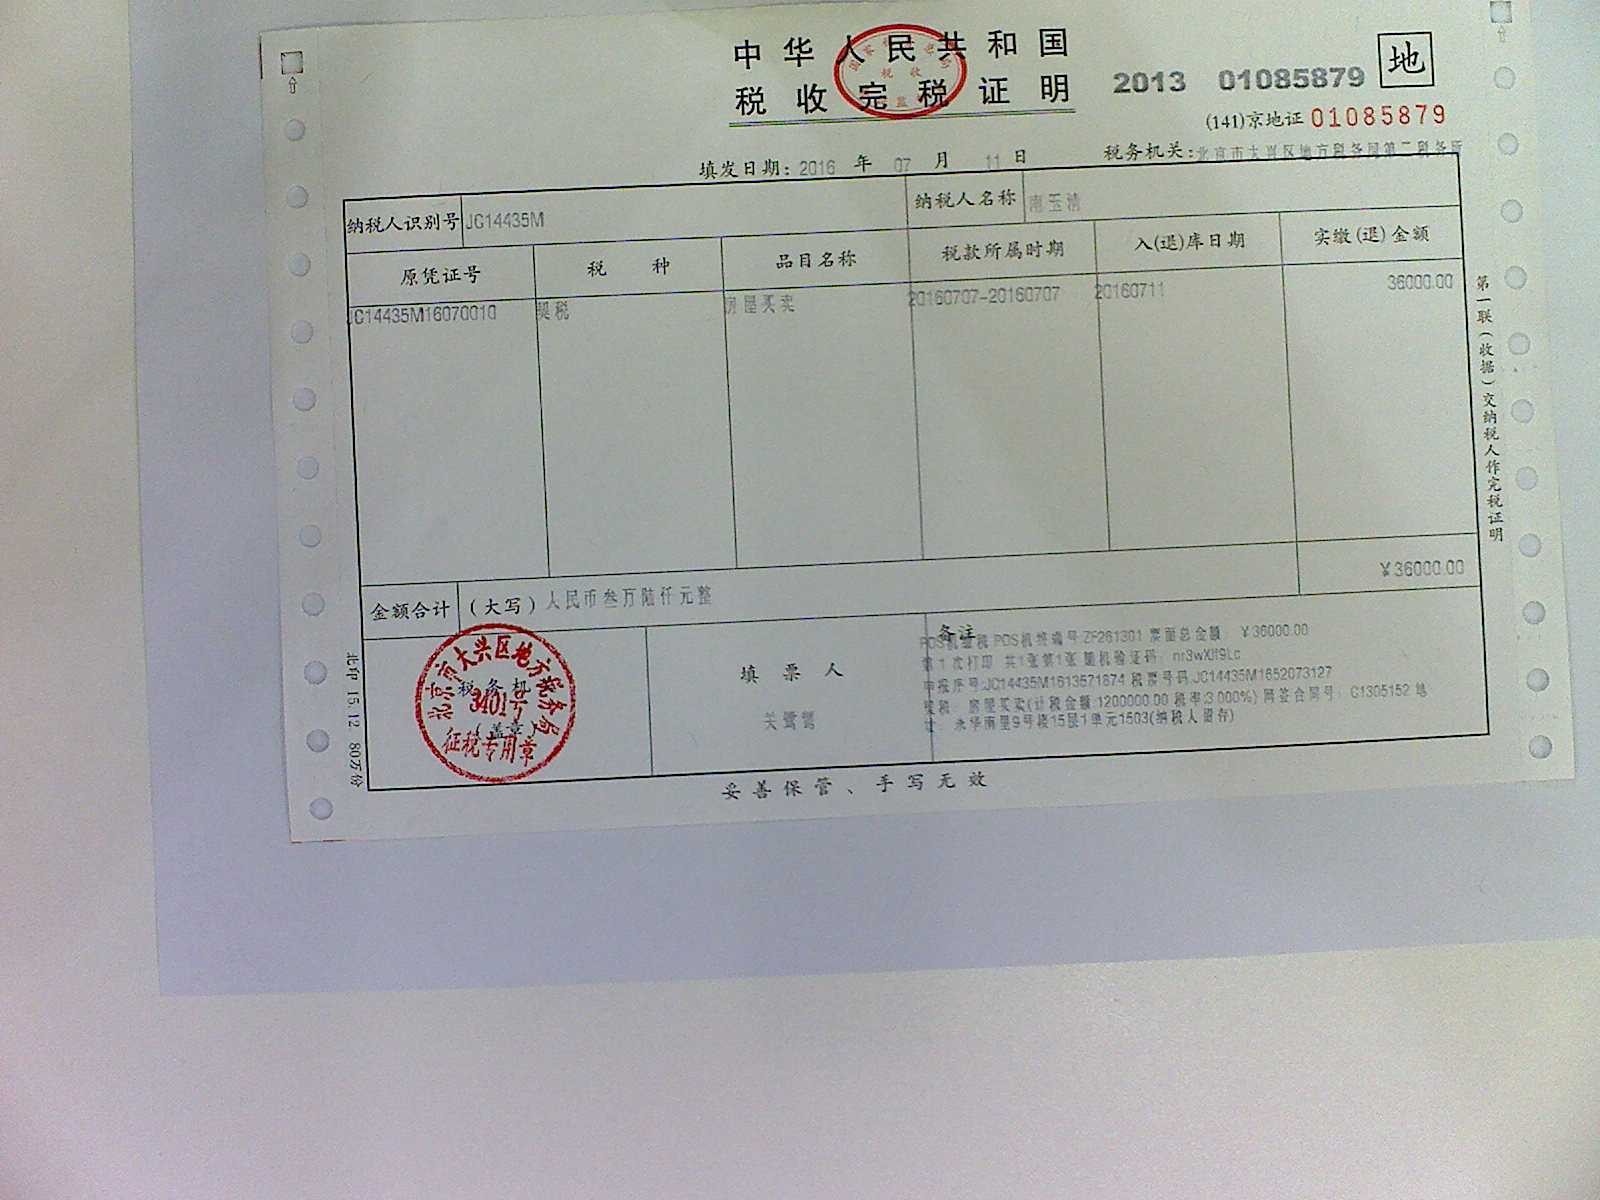 中华人民共和国
税收完税证明
2013 01085879 地
(141)京地证 01085879
填发日期: 2016 年 07 月 11 日 税务机关: 北京市大兴区地方税务局第二税务所
纳税人识别号 JC14435M 纳税人名称 南玉清
原凭证号 税 种 品目名称 税款所属时期 入(退)库日期 实缴(退)金额
JC14435M16070010 契税 房屋买卖 20160707-20160707 20160711 36000.00
¥36000.00
金额合计 (大写) 人民币叁万陆仟元整
税务机
(盖章)
北京市大兴区地方税务局
3401号
征税专用章
填票人
备注
POS机缴税 POS机终端号:ZF261301 票面总金额 ¥36000.00
第 1 次打印 共1张第1张 随机验证码: nr3wXJf9Lc
申报序号:JC14435M1613571874 税票号码:JC14435M1652073127
契税: 房屋买卖(计税金额:1200000.00 税率:3.000%) 网签合同号: C1305152 地
址: 永华南里9号楼15层1单元1503(纳税人留存)
妥善保管、手写无效
第一联(收据)交纳税人作完税证明
北印 15.12 80万份